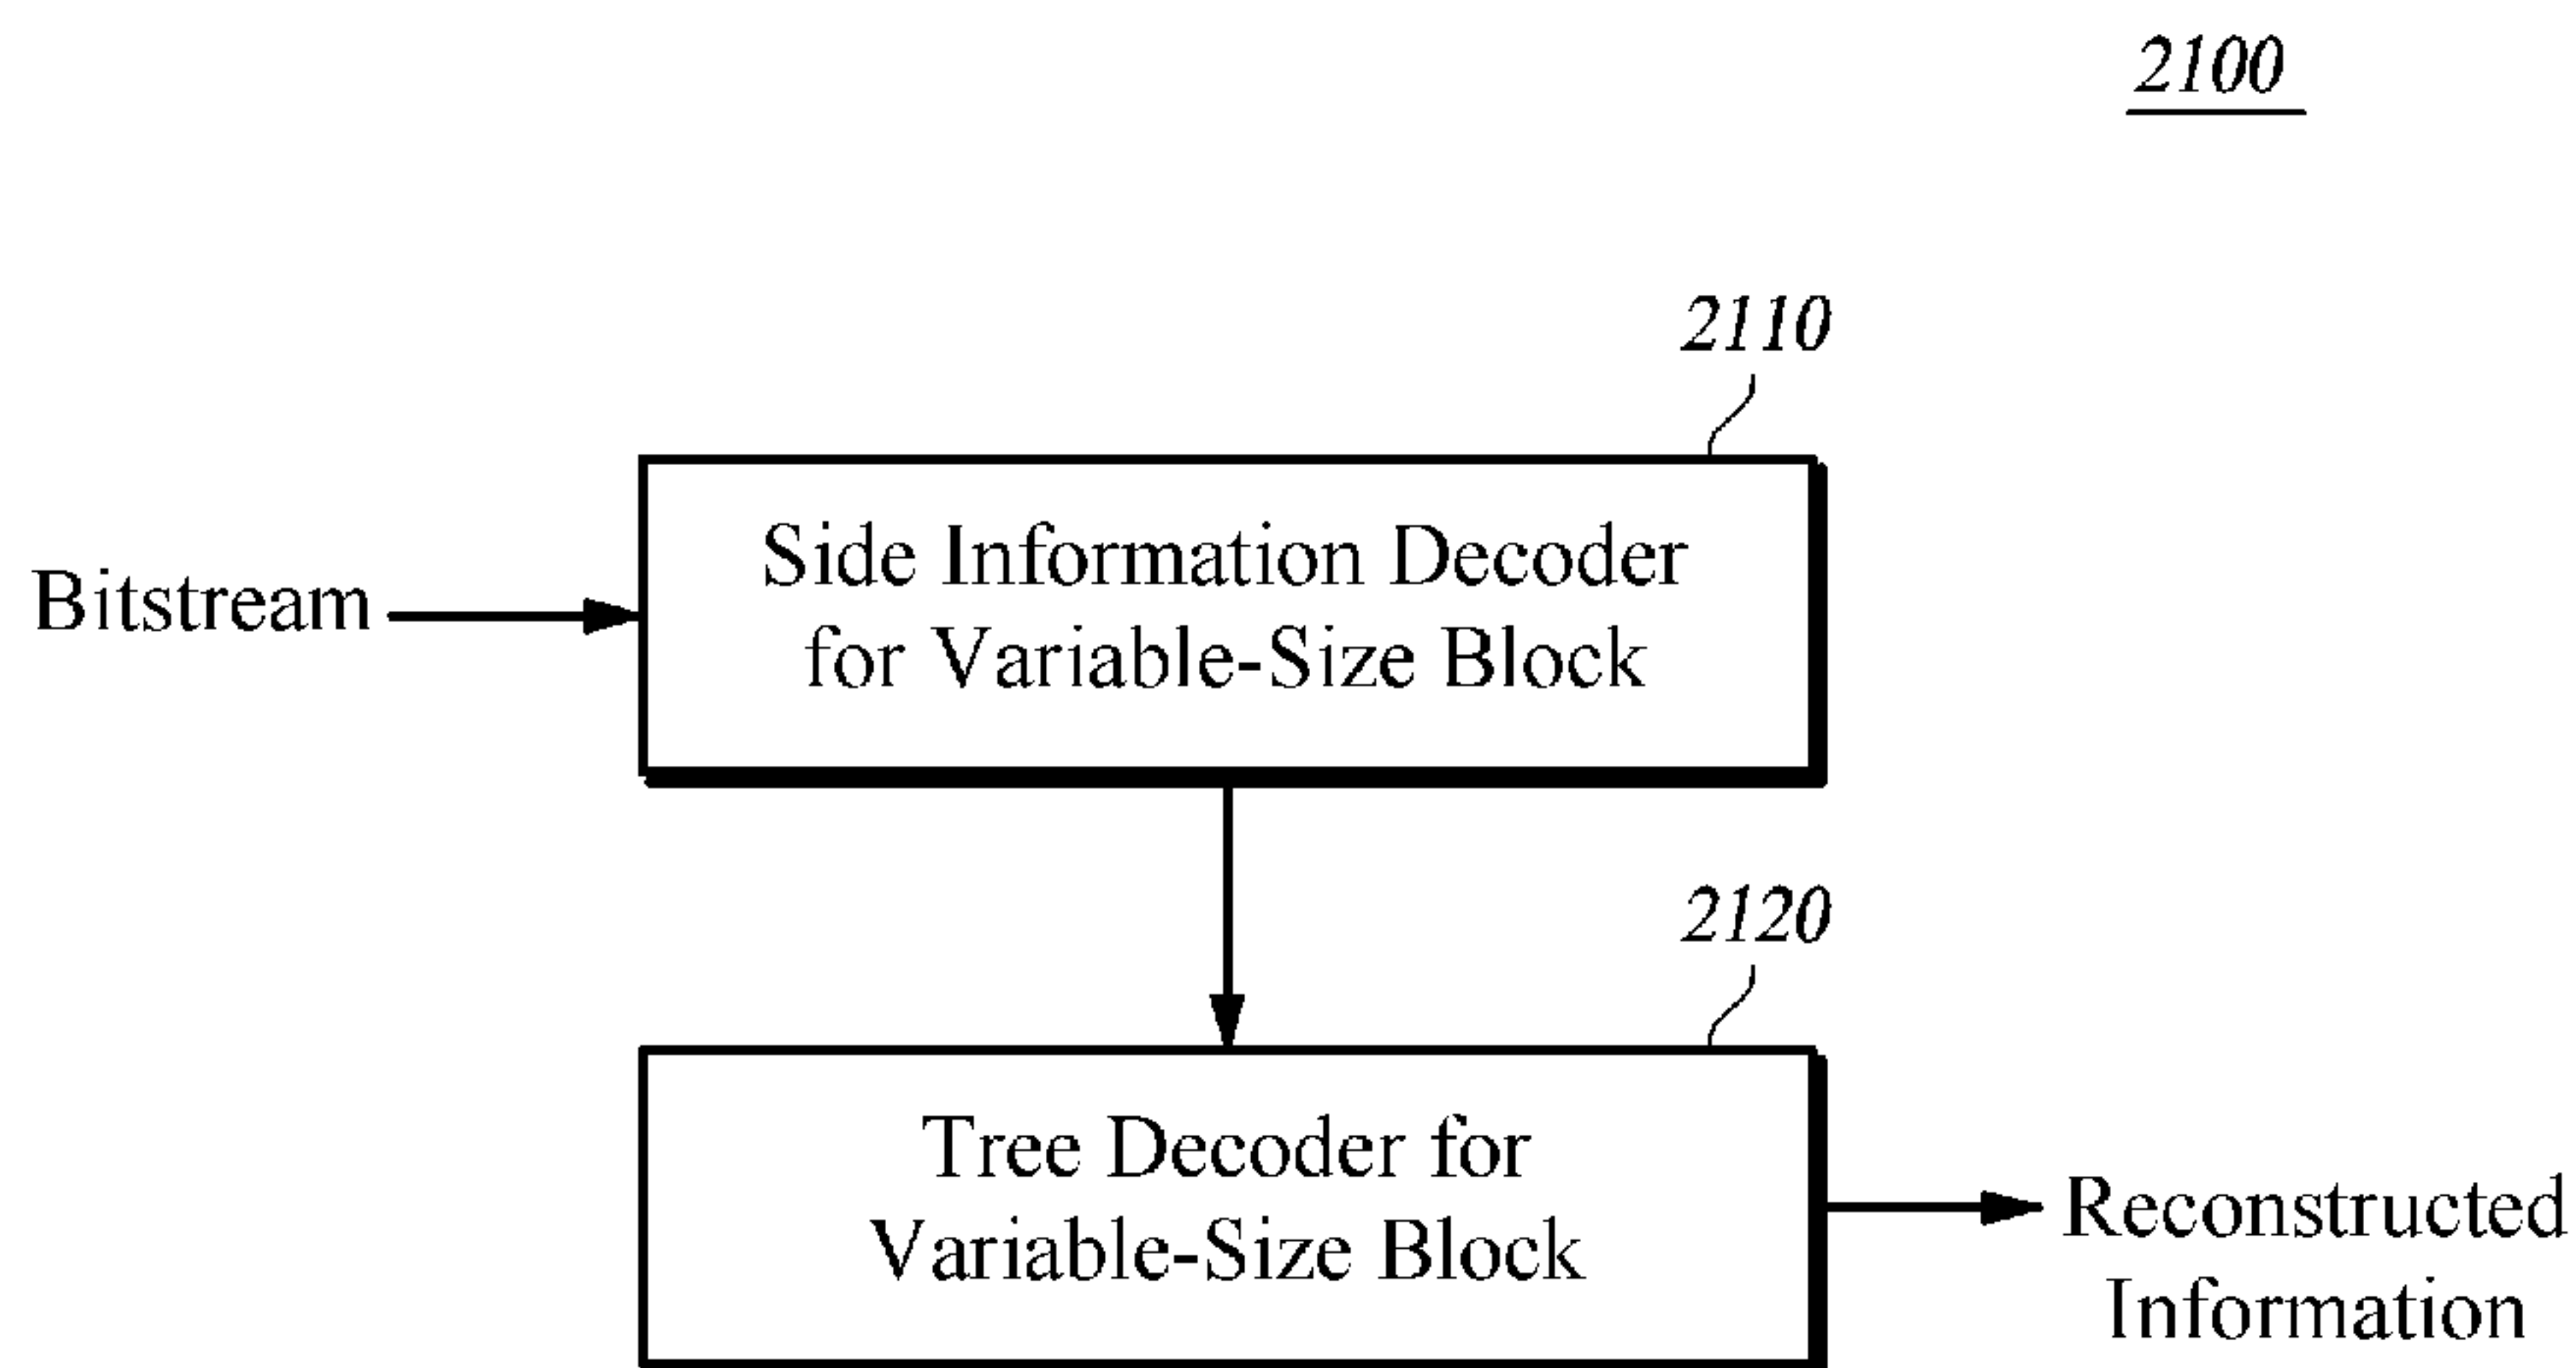 2100
2110
Side Information Decoder
for Variable-Size Block
Bitstream
2120
Tree Decoder for
Variable-Size Block
Reconstructed
Information